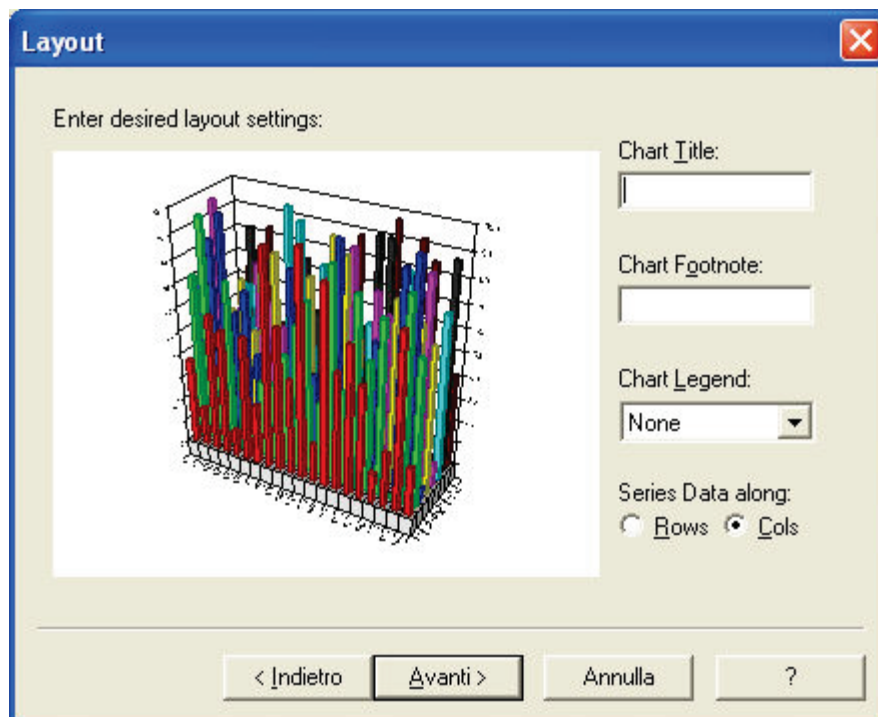 Layout
Enter desired layout settings:
Chart Title:
Chart Footnote:
Chart Legend:
None
Series Data along:
Rows Cols
< Indietro Avanti > Annulla ?